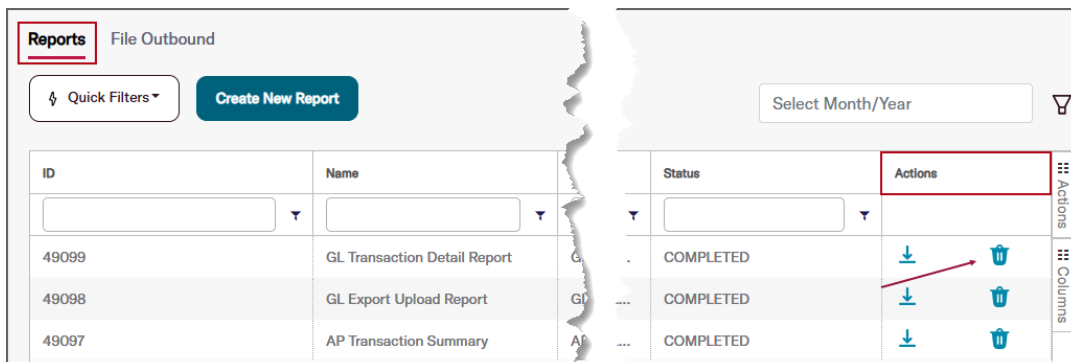 Reports File Outbound
Quick Filters Create New Report Select Month/Year
ID Name Status Actions
49099 GL Transaction Detail Report . COMPLETED
49098 GL Export Upload Report GL .... COMPLETED
49097 AP Transaction Summary ... COMPLETED
Actions
Columns